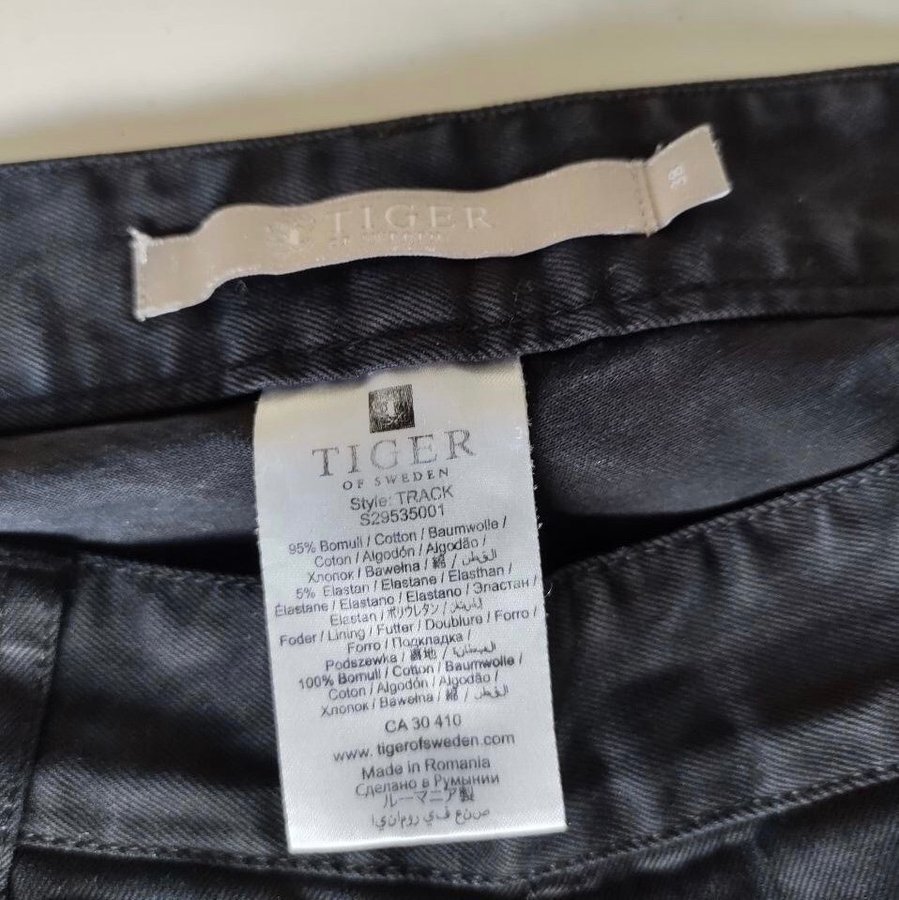 TIGER
OF SWEDEN
38
TIGER
OF SWEDEN
Style: TRACK
S29535001
95% Bomull / Cotton / Baumwolle /
Coton / Algodón / Algodão /
Хлопок / Bawełna / 綿 / القطن
5% Elastan / Elastane / Elasthan /
Élastane / Elastano / Elastano / Эластан /
Elastan / ポリウレタン /
Foder / Lining / Futter / Doublure / Forro /
Forro / Подкладка /
Podszewka / 裏地 /
100% Bomull / Cotton / Baumwolle /
Coton / Algodón / Algodão /
Хлопок / Bawełna / 綿 / القطن
CA 30 410
www. tigerofsweden.com
Made in Romania
Сделано в Румынии
ルーマニア製
صنع في رومانيا